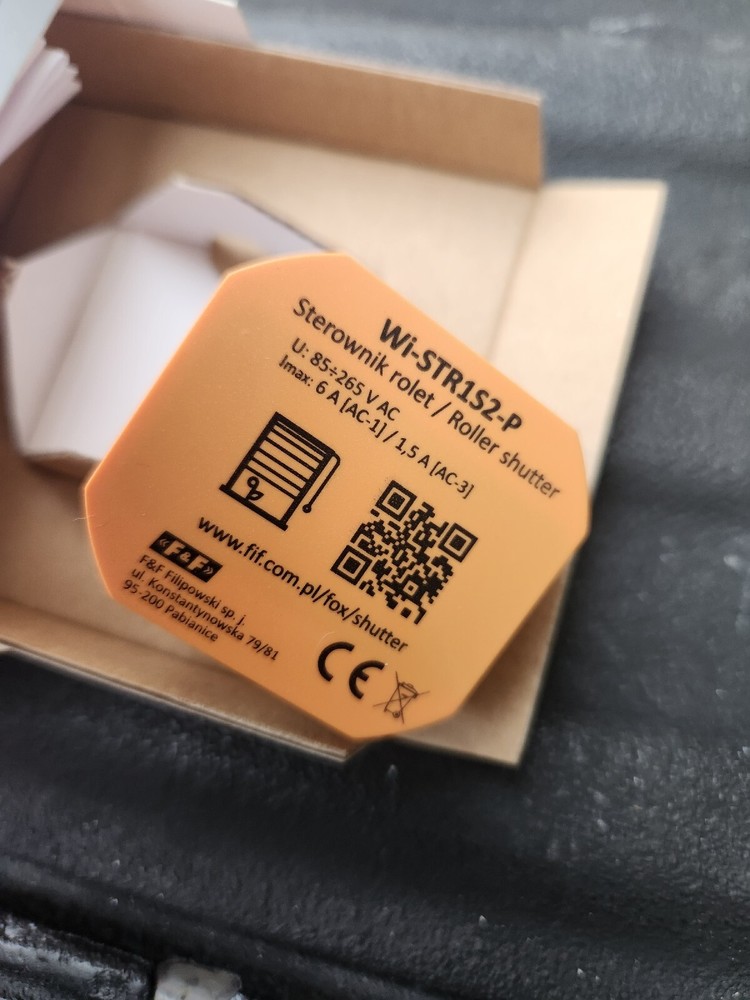 Wi-STR1S2-P
Sterownik rolet / Roller shutter
U: 85÷265 V AC
Imax: 6 A [AC-1] / 1,5 A [AC-3]
www.fif.com.pl/fox/shutter
«F&F»
F&F Filipowski sp. j.
ul. Konstantynowska 79/81
95-200 Pabianice
CE